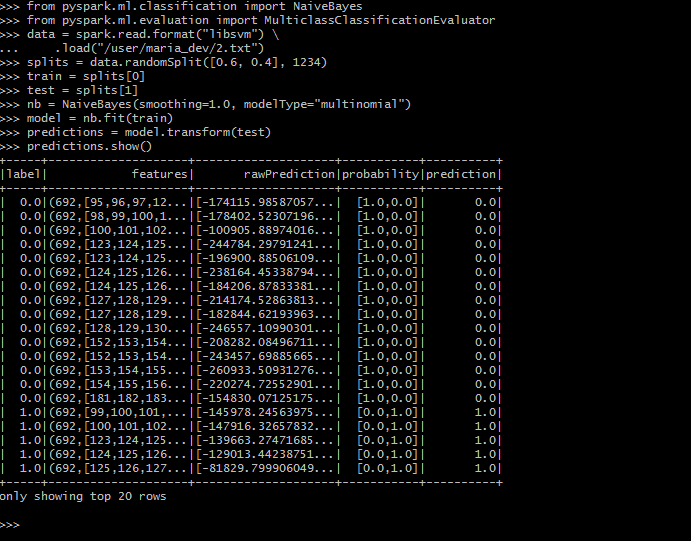 >>> from pyspark.ml.classification import NaiveBayes
>>> from pyspark.ml.evaluation import MulticlassClassificationEvaluator
>>> data = spark.read.format("libsvm") \
...     .load("/user/maria_dev/2.txt")
>>> splits = data.randomSplit([0.6, 0.4], 1234)
>>> train = splits[0]
>>> test = splits[1]
>>> nb = NaiveBayes(smoothing=1.0, modelType="multinomial")
>>> model = nb.fit(train)
>>> predictions = model.transform(test)
>>> predictions.show()
+-----+--------------------+--------------------+-----------+----------+
|label|            features|       rawPrediction|probability|prediction|
+-----+--------------------+--------------------+-----------+----------+
|  0.0|(692,[95,96,97,12...|[-174115.98587057...|  [1.0,0.0]|       0.0|
|  0.0|(692,[98,99,100,1...|[-178402.52307196...|  [1.0,0.0]|       0.0|
|  0.0|(692,[100,101,102...|[-100905.88974016...|  [1.0,0.0]|       0.0|
|  0.0|(692,[123,124,125...|[-244784.29791241...|  [1.0,0.0]|       0.0|
|  0.0|(692,[123,124,125...|[-196900.88506109...|  [1.0,0.0]|       0.0|
|  0.0|(692,[124,125,126...|[-238164.45338794...|  [1.0,0.0]|       0.0|
|  0.0|(692,[124,125,126...|[-184206.87833381...|  [1.0,0.0]|       0.0|
|  0.0|(692,[127,128,129...|[-214174.52863813...|  [1.0,0.0]|       0.0|
|  0.0|(692,[127,128,129...|[-182844.62193963...|  [1.0,0.0]|       0.0|
|  0.0|(692,[128,129,130...|[-246557.10990301...|  [1.0,0.0]|       0.0|
|  0.0|(692,[152,153,154...|[-208282.08496711...|  [1.0,0.0]|       0.0|
|  0.0|(692,[152,153,154...|[-243457.69885665...|  [1.0,0.0]|       0.0|
|  0.0|(692,[153,154,155...|[-260933.50931276...|  [1.0,0.0]|       0.0|
|  0.0|(692,[154,155,156...|[-220274.72552901...|  [1.0,0.0]|       0.0|
|  0.0|(692,[181,182,183...|[-154830.07125175...|  [1.0,0.0]|       0.0|
|  1.0|(692,[99,100,101,...|[-145978.24563975...|  [0.0,1.0]|       1.0|
|  1.0|(692,[100,101,102...|[-147916.32657832...|  [0.0,1.0]|       1.0|
|  1.0|(692,[123,124,125...|[-139663.27471685...|  [0.0,1.0]|       1.0|
|  1.0|(692,[124,125,126...|[-129013.44238751...|  [0.0,1.0]|       1.0|
|  1.0|(692,[125,126,127...|[-81829.799906049...|  [0.0,1.0]|       1.0|
+-----+--------------------+--------------------+-----------+----------+
only showing top 20 rows
>>>